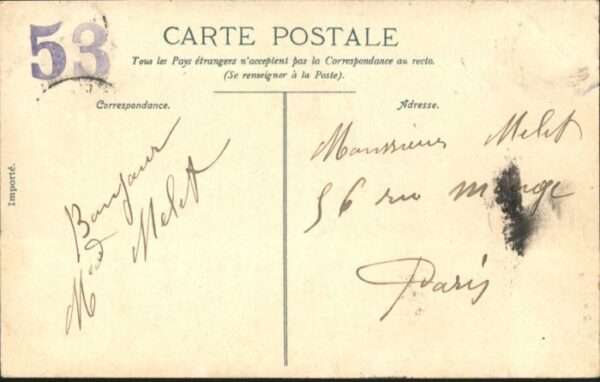 53
CARTE POSTALE
Tous les Pays étrangers n'acceptent pas la Correspondance au recto.
(Se renseigner à la Poste).
Correspondance.
Adresse.
Importé.
Bonjour
Melet
Monsieur Melet
56 rue monge
Paris